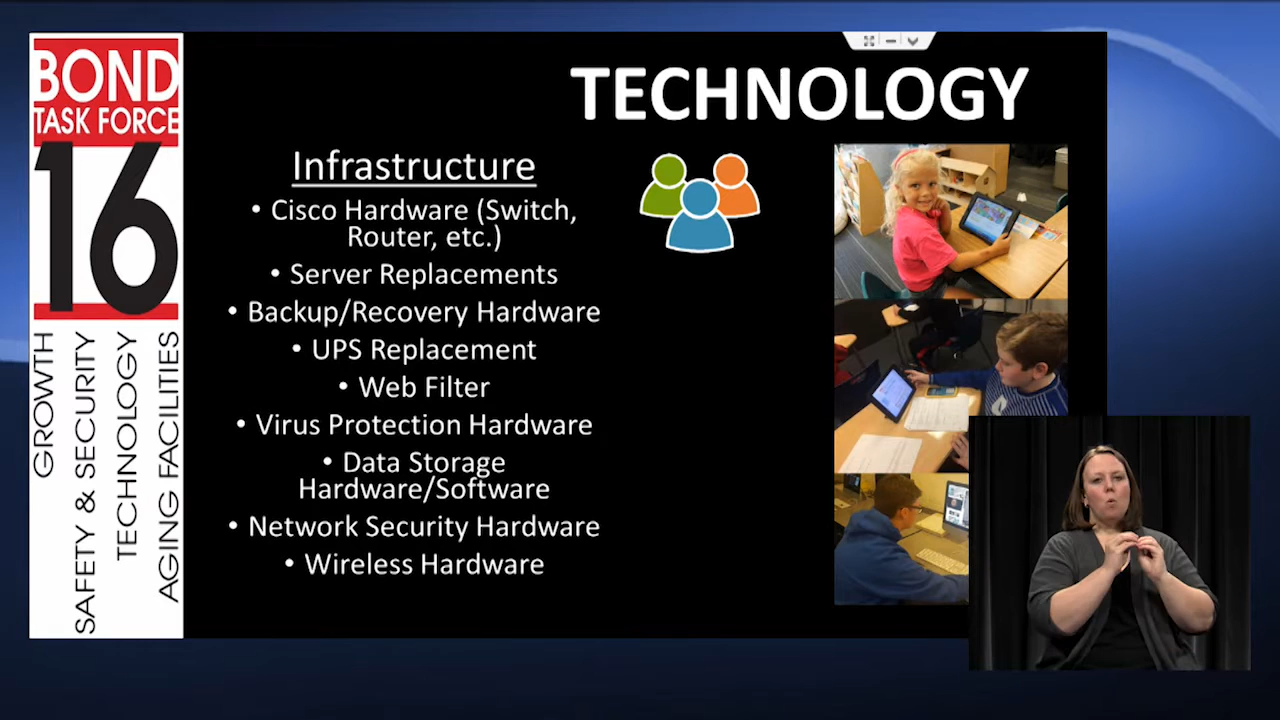 BOND
TASK FORCE
16
GROWTH
SAFETY & SECURITY
TECHNOLOGY
AGING FACILITIES
TECHNOLOGY
Infrastructure
• Cisco Hardware (Switch,
Router, etc.)
• Server Replacements
• Backup/Recovery Hardware
• UPS Replacement
• Web Filter
• Virus Protection Hardware
• Data Storage
Hardware/Software
• Network Security Hardware
• Wireless Hardware